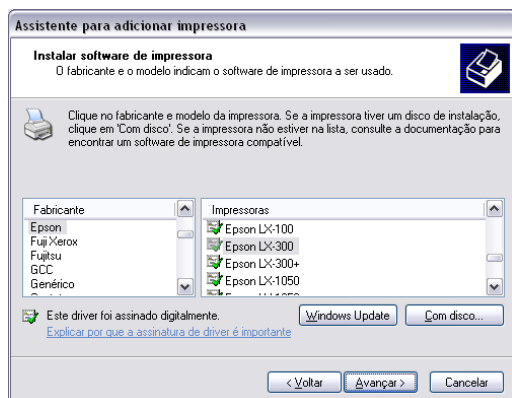 Assistente para adicionar impressora
Instalar software de impressora
O fabricante e o modelo indicam o software de impressora a ser usado.
Clique no fabricante e modelo da impressora. Se a impressora tiver um disco de instalação,
clique em 'Com disco'. Se a impressora não estiver na lista, consulte a documentação para
encontrar um software de impressora compatível.
Fabricante
Epson
Fuji Xerox
Fujitsu
GCC
Genérico
Impressoras
Epson LX-100
Epson LX-300
Epson LX-300+
Epson LX-1050
Este driver foi assinado digitalmente.
Explicar por que a assinatura de driver é importante
Windows Update
Com disco...
< Voltar
Avançar >
Cancelar